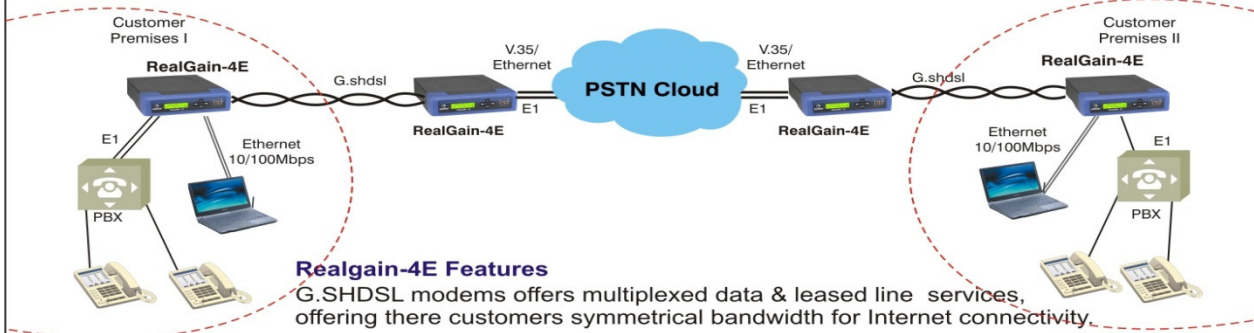 Customer
Premises I
RealGain-4E
G.shdsl
V.35/
Ethernet
E1
RealGain-4E
PSTN Cloud
V.35/
Ethernet
E1
RealGain-4E
G.shdsl
Customer
Premises II
RealGain-4E
E1
Ethernet
10/100Mbps
PBX
Ethernet
10/100Mbps
E1
PBX
Realgain-4E Features
G.SHDSL modems offers multiplexed data & leased line services,
offering there customers symmetrical bandwidth for Internet connectivity.